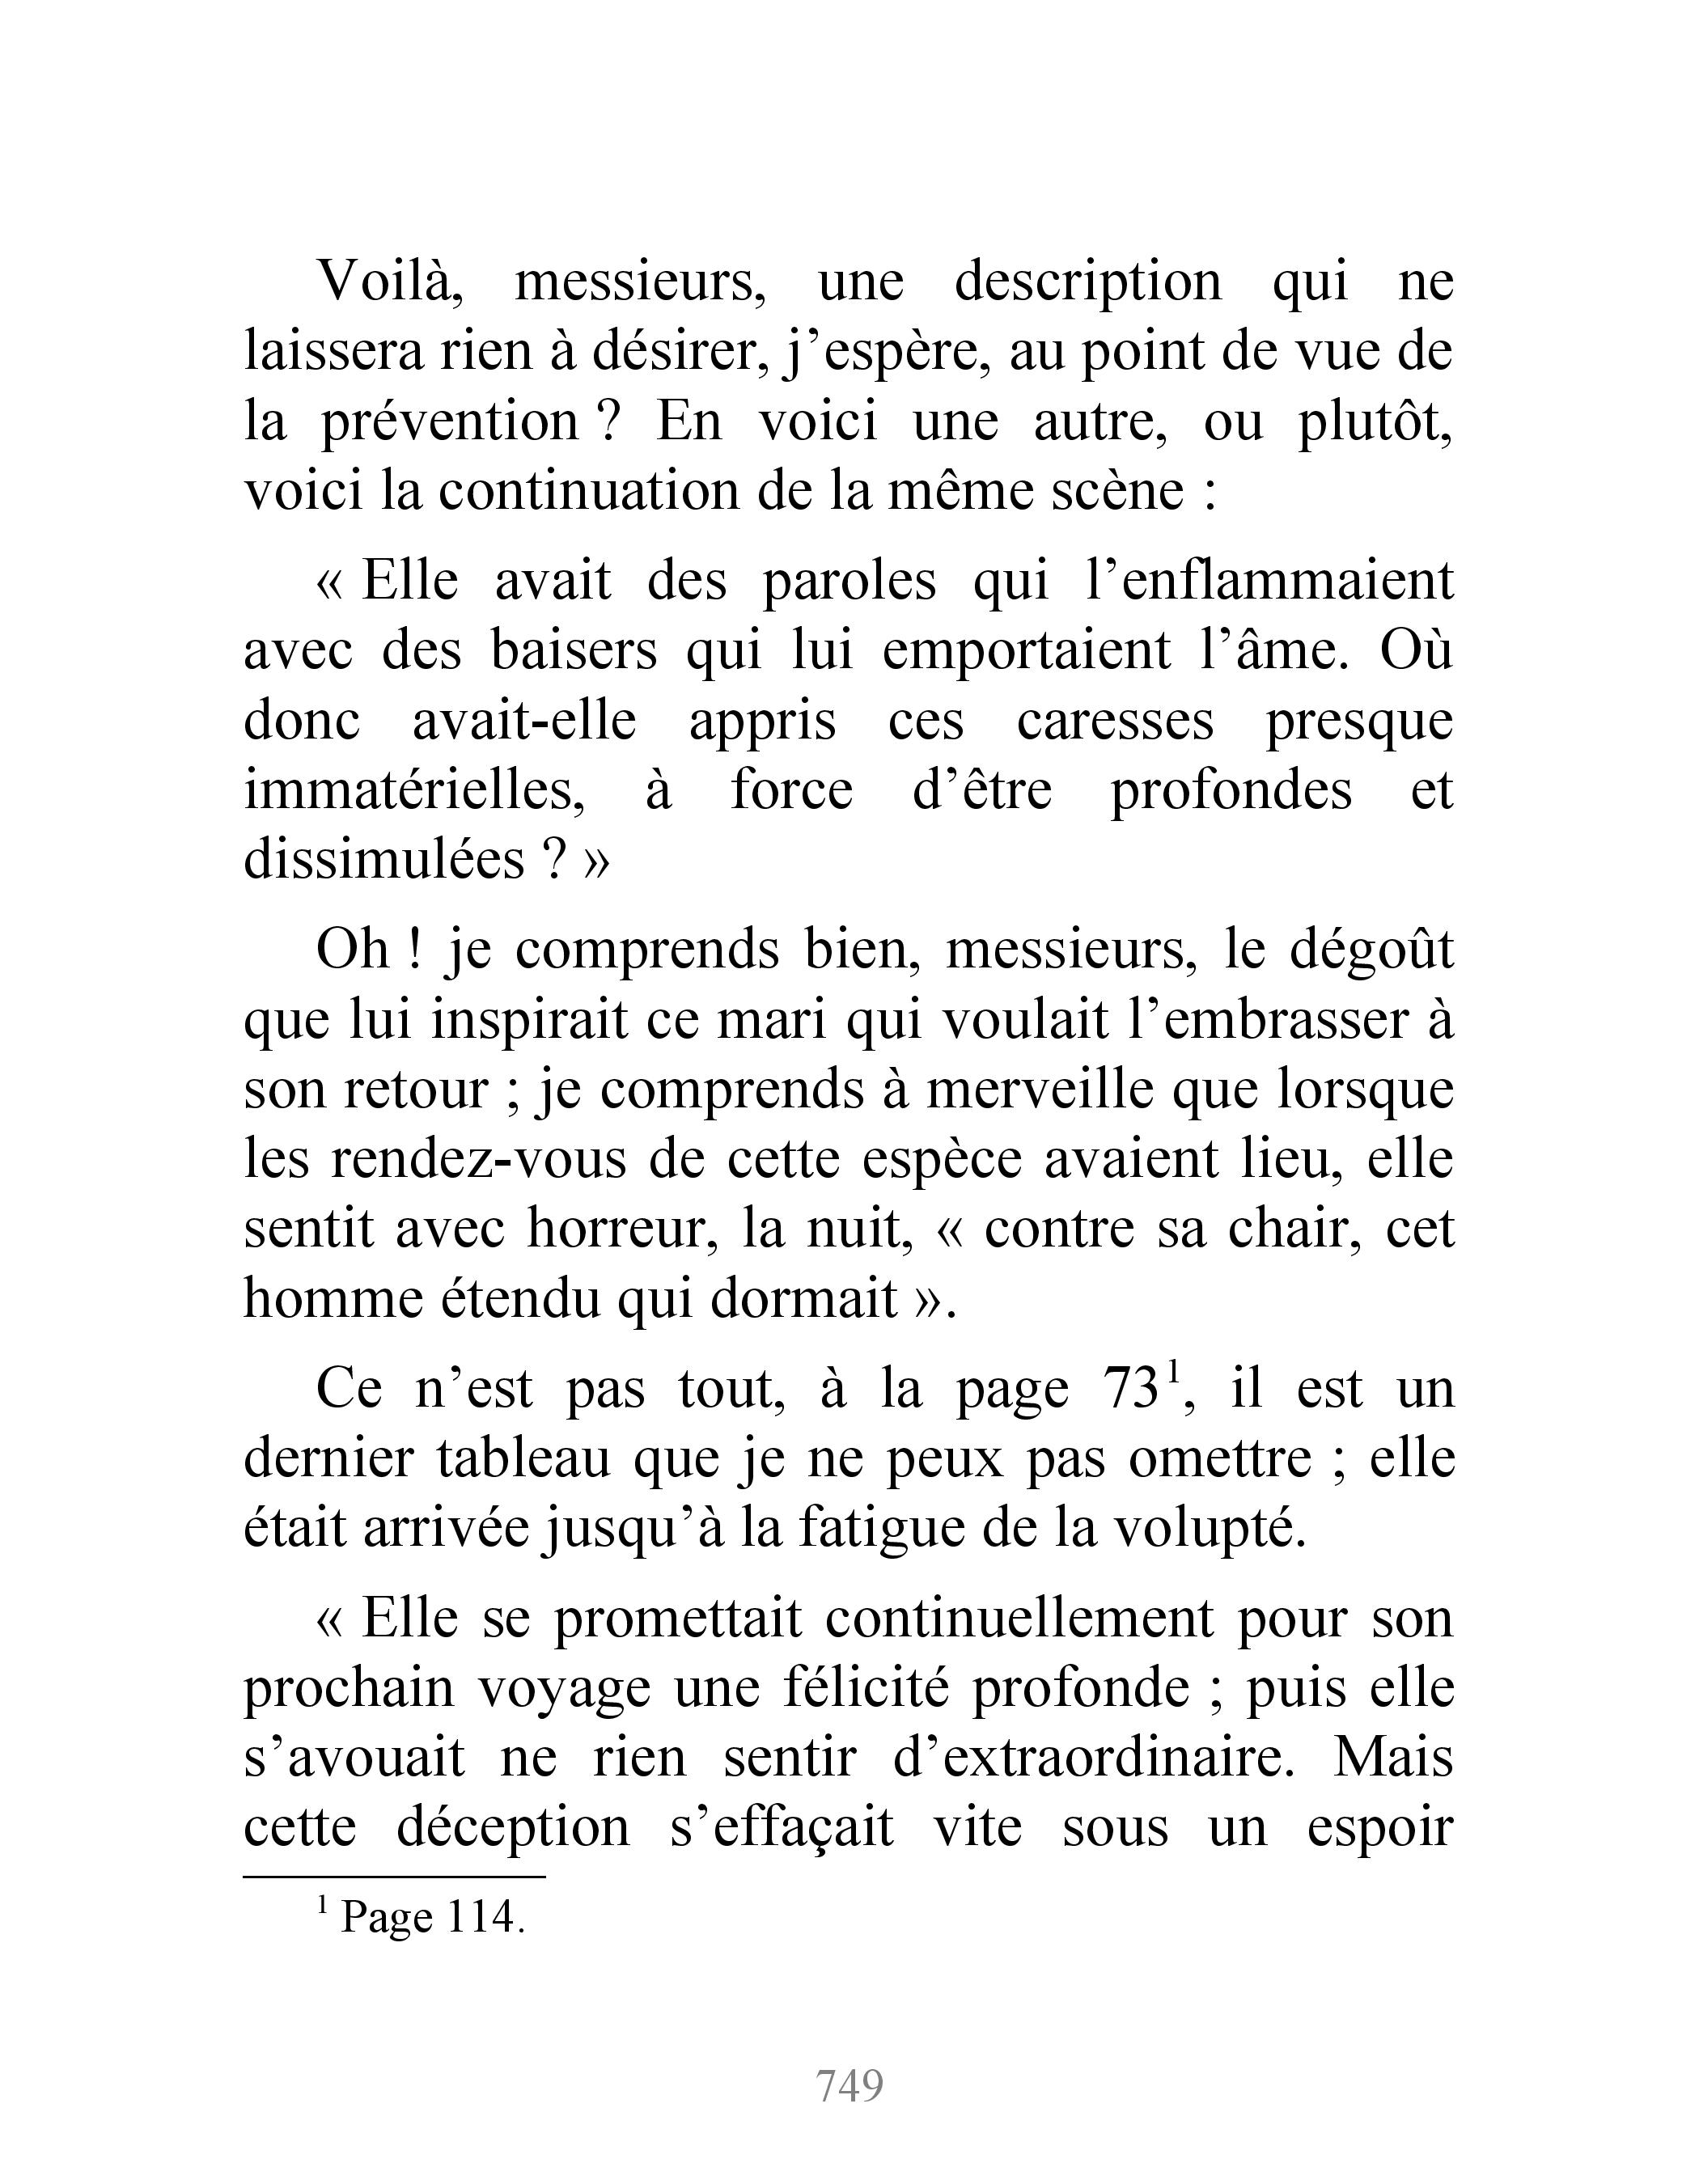 Voilà, messieurs, une description qui ne
laissera rien à désirer, j’espère, au point de vue de
la prévention ? En voici une autre, ou plutôt,
voici la continuation de la même scène :
« Elle avait des paroles qui l’enflammaient
avec des baisers qui lui emportaient l’âme. Où
donc avait-elle appris ces caresses presque
immatérielles, à force d’être profondes et
dissimulées ? »
Oh ! je comprends bien, messieurs, le dégoût
que lui inspirait ce mari qui voulait l’embrasser à
son retour ; je comprends à merveille que lorsque
les rendez-vous de cette espèce avaient lieu, elle
sentit avec horreur, la nuit, « contre sa chair, cet
homme étendu qui dormait ».
Ce n’est pas tout, à la page 73¹, il est un
dernier tableau que je ne peux pas omettre ; elle
était arrivée jusqu’à la fatigue de la volupté.
« Elle se promettait continuellement pour son
prochain voyage une félicité profonde ; puis elle
s’avouait ne rien sentir d’extraordinaire. Mais
cette déception s’effaçait vite sous un espoir
¹ Page 114.
749